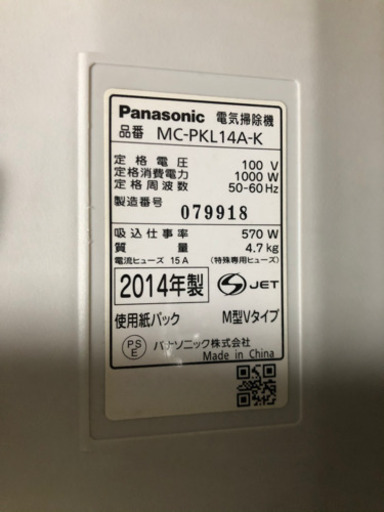 Panasonic 電気掃除機
品番 MC-PKL14A-K
定格電圧 100 V
定格消費電力 1000 W
定格周波数 50-60 Hz
製造番号 079918
吸込仕事率 570 W
質量 4.7 kg
電流ヒューズ 15 A (特殊専用ヒューズ)
2014年製 S JET
使用紙パック M型Vタイプ
PS E パナソニック株式会社
Made in China